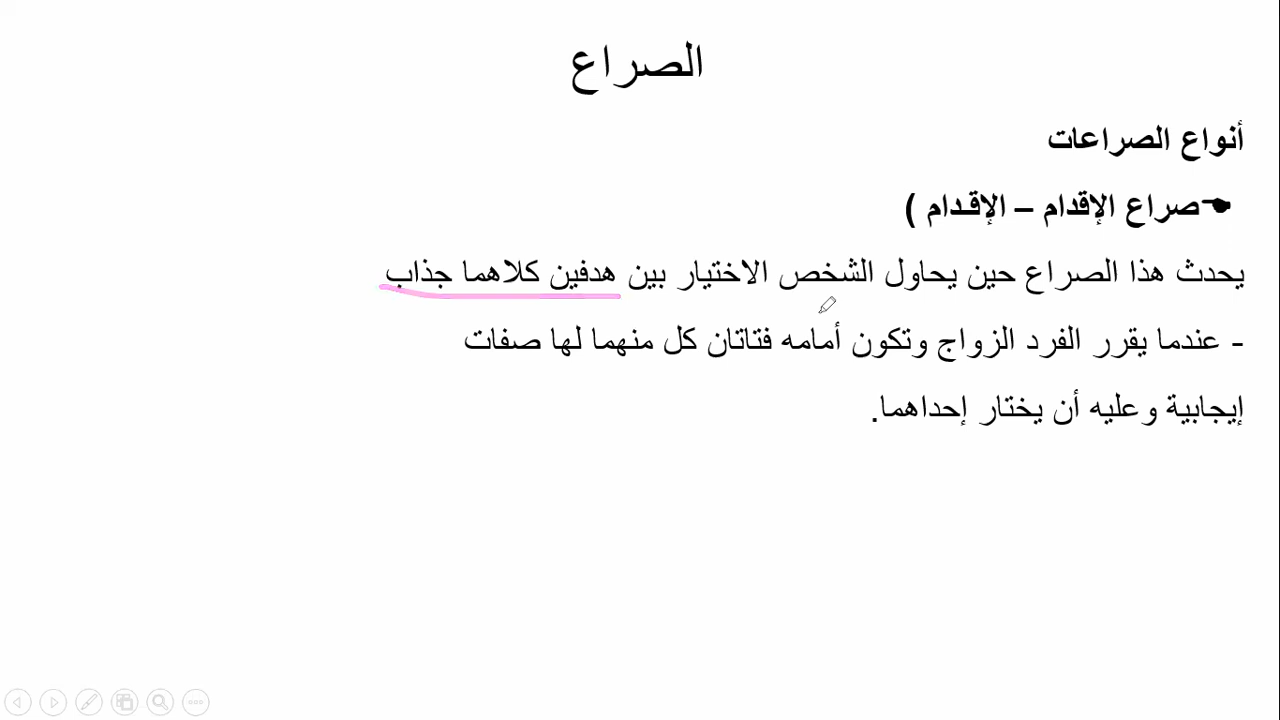 الصراع
أنواع الصراعات
☚صراع الإقدام – الإقدام )
يحدث هذا الصراع حين يحاول الشخص الاختيار بين هدفين كلاهما جذاب
- عندما يقرر الفرد الزواج وتكون أمامه فتاتان كل منهما لها صفات
إيجابية وعليه أن يختار إحداهما.